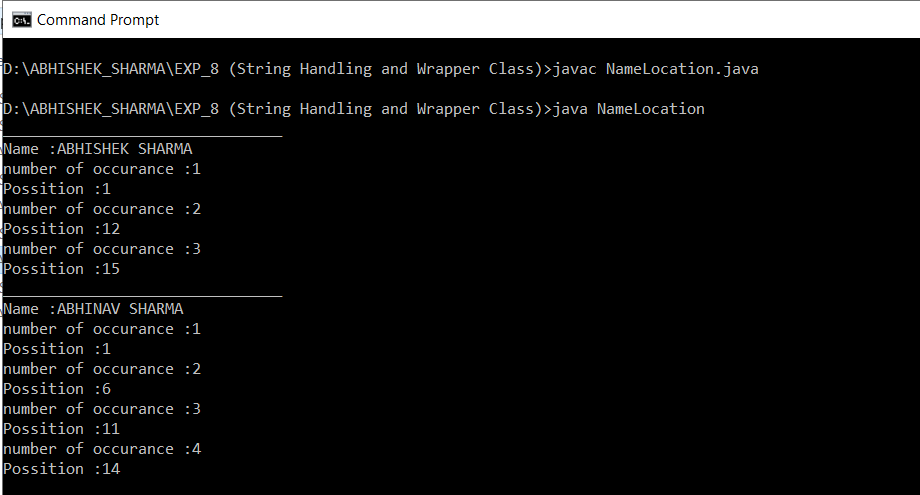 Command Prompt
D:\ABHISHEK_SHARMA\EXP_8 (String Handling and Wrapper Class)>javac NameLocation.java
D:\ABHISHEK_SHARMA\EXP_8 (String Handling and Wrapper Class)>java NameLocation
_______________________________
Name :ABHISHEK SHARMA
number of occurance :1
Possition :1
number of occurance :2
Possition :12
number of occurance :3
Possition :15
_______________________________
Name :ABHINAV SHARMA
number of occurance :1
Possition :1
number of occurance :2
Possition :6
number of occurance :3
Possition :11
number of occurance :4
Possition :14